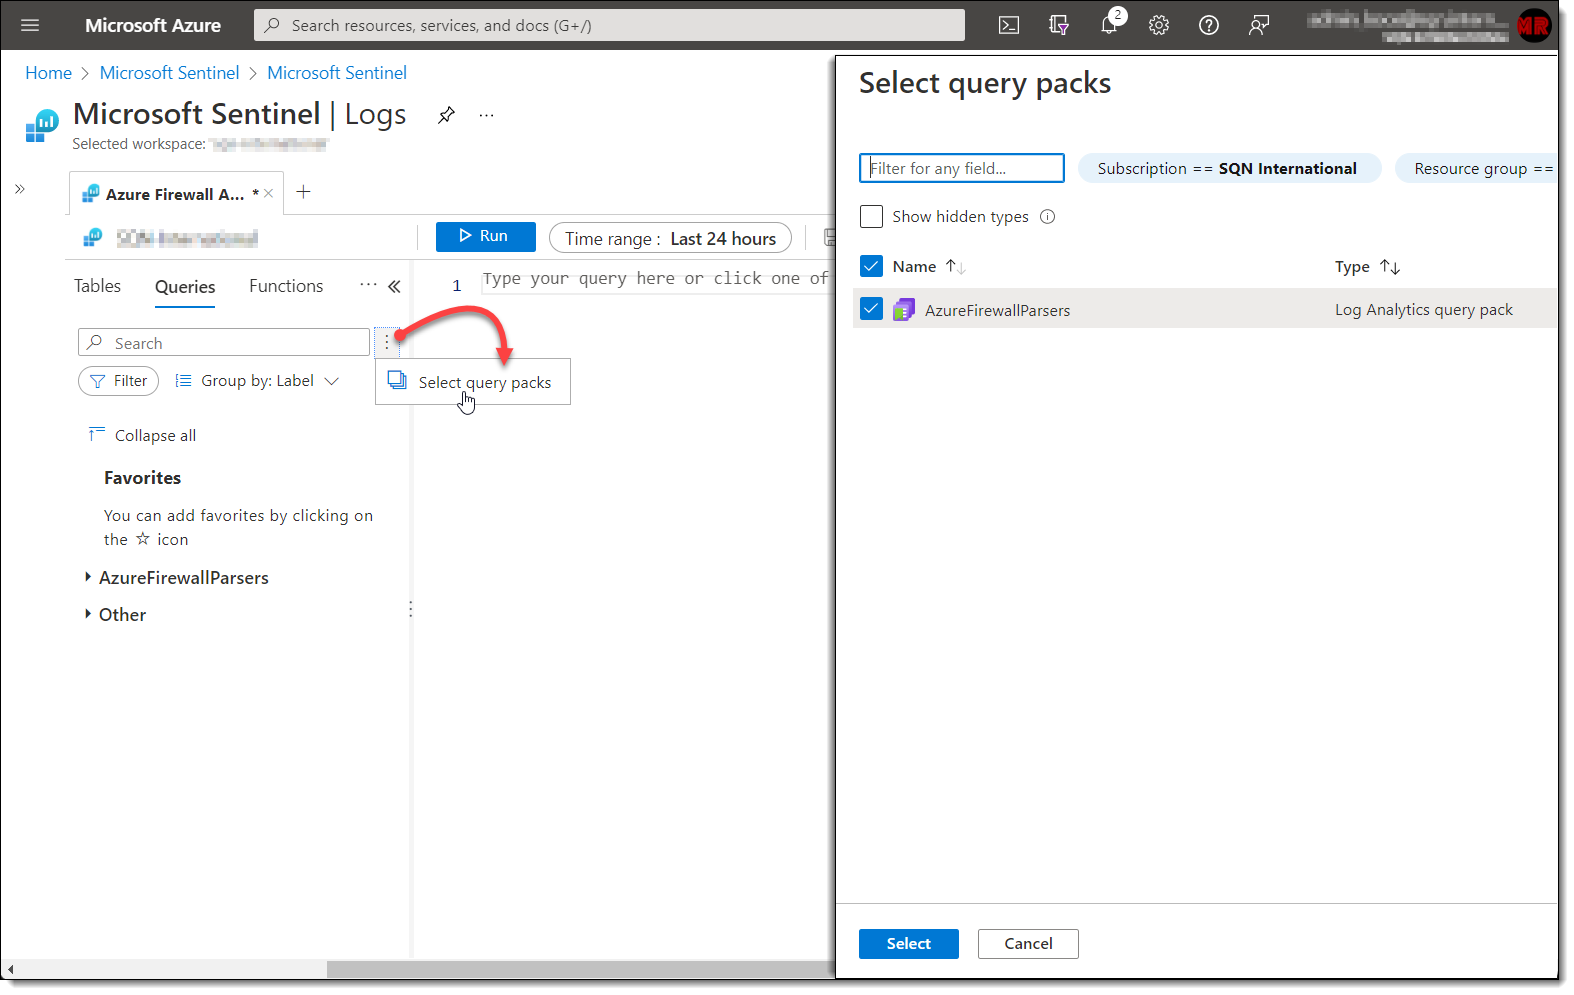 Microsoft Azure
Search resources, services, and docs (G+/)
2
MR
Home > Microsoft Sentinel > Microsoft Sentinel
Microsoft Sentinel | Logs
...
Selected workspace:
Azure Firewall A... *
Run
Time range : Last 24 hours
Tables
Queries
Functions
...
1
Type your query here or click one of
Search
Select query packs
Filter
Group by: Label
Collapse all
Favorites
You can add favorites by clicking on
the ☆ icon
AzureFirewallParsers
Other
Select query packs
Filter for any field...
Subscription == SQN International
Resource group ==
Show hidden types
Name
Type
AzureFirewallParsers
Log Analytics query pack
Select
Cancel